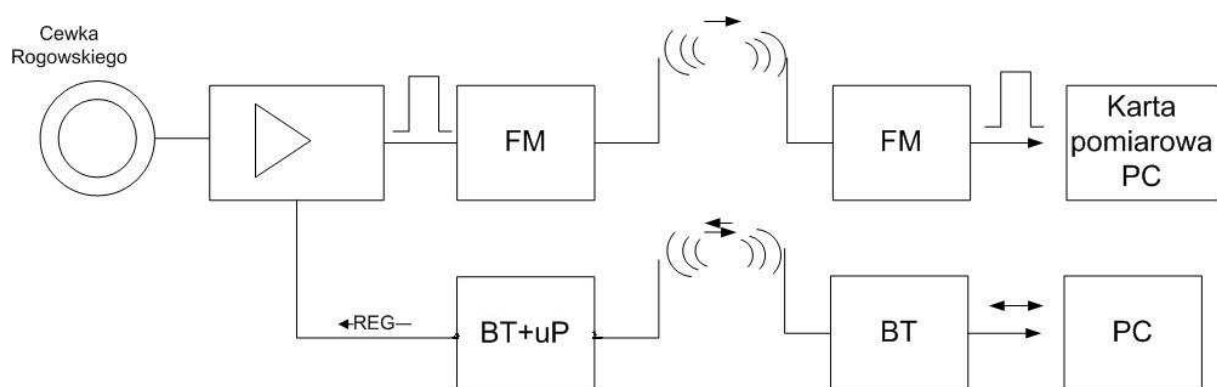 Cewka
Rogowskiego
FM
FM
Karta
pomiarowa
PC
REG
BT+uP
BT
PC